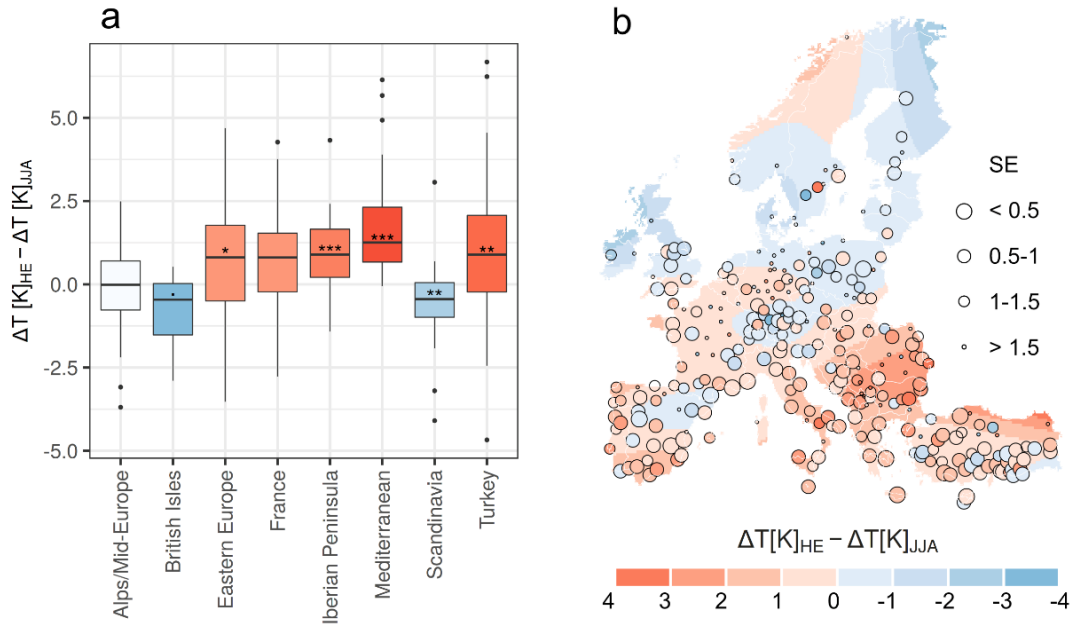 a
ΔT [K]HE – ΔT [K]JJA
5.0
2.5
0.0
-2.5
-5.0
*
***
***
**
**
Alps/Mid-Europe
British Isles
Eastern Europe
France
Iberian Peninsula
Mediterranean
Scandinavia
Turkey
b
SE
< 0.5
0.5-1
1-1.5
> 1.5
ΔT[K]HE – ΔT[K]JJA
4 3 2 1 0 -1 -2 -3 -4